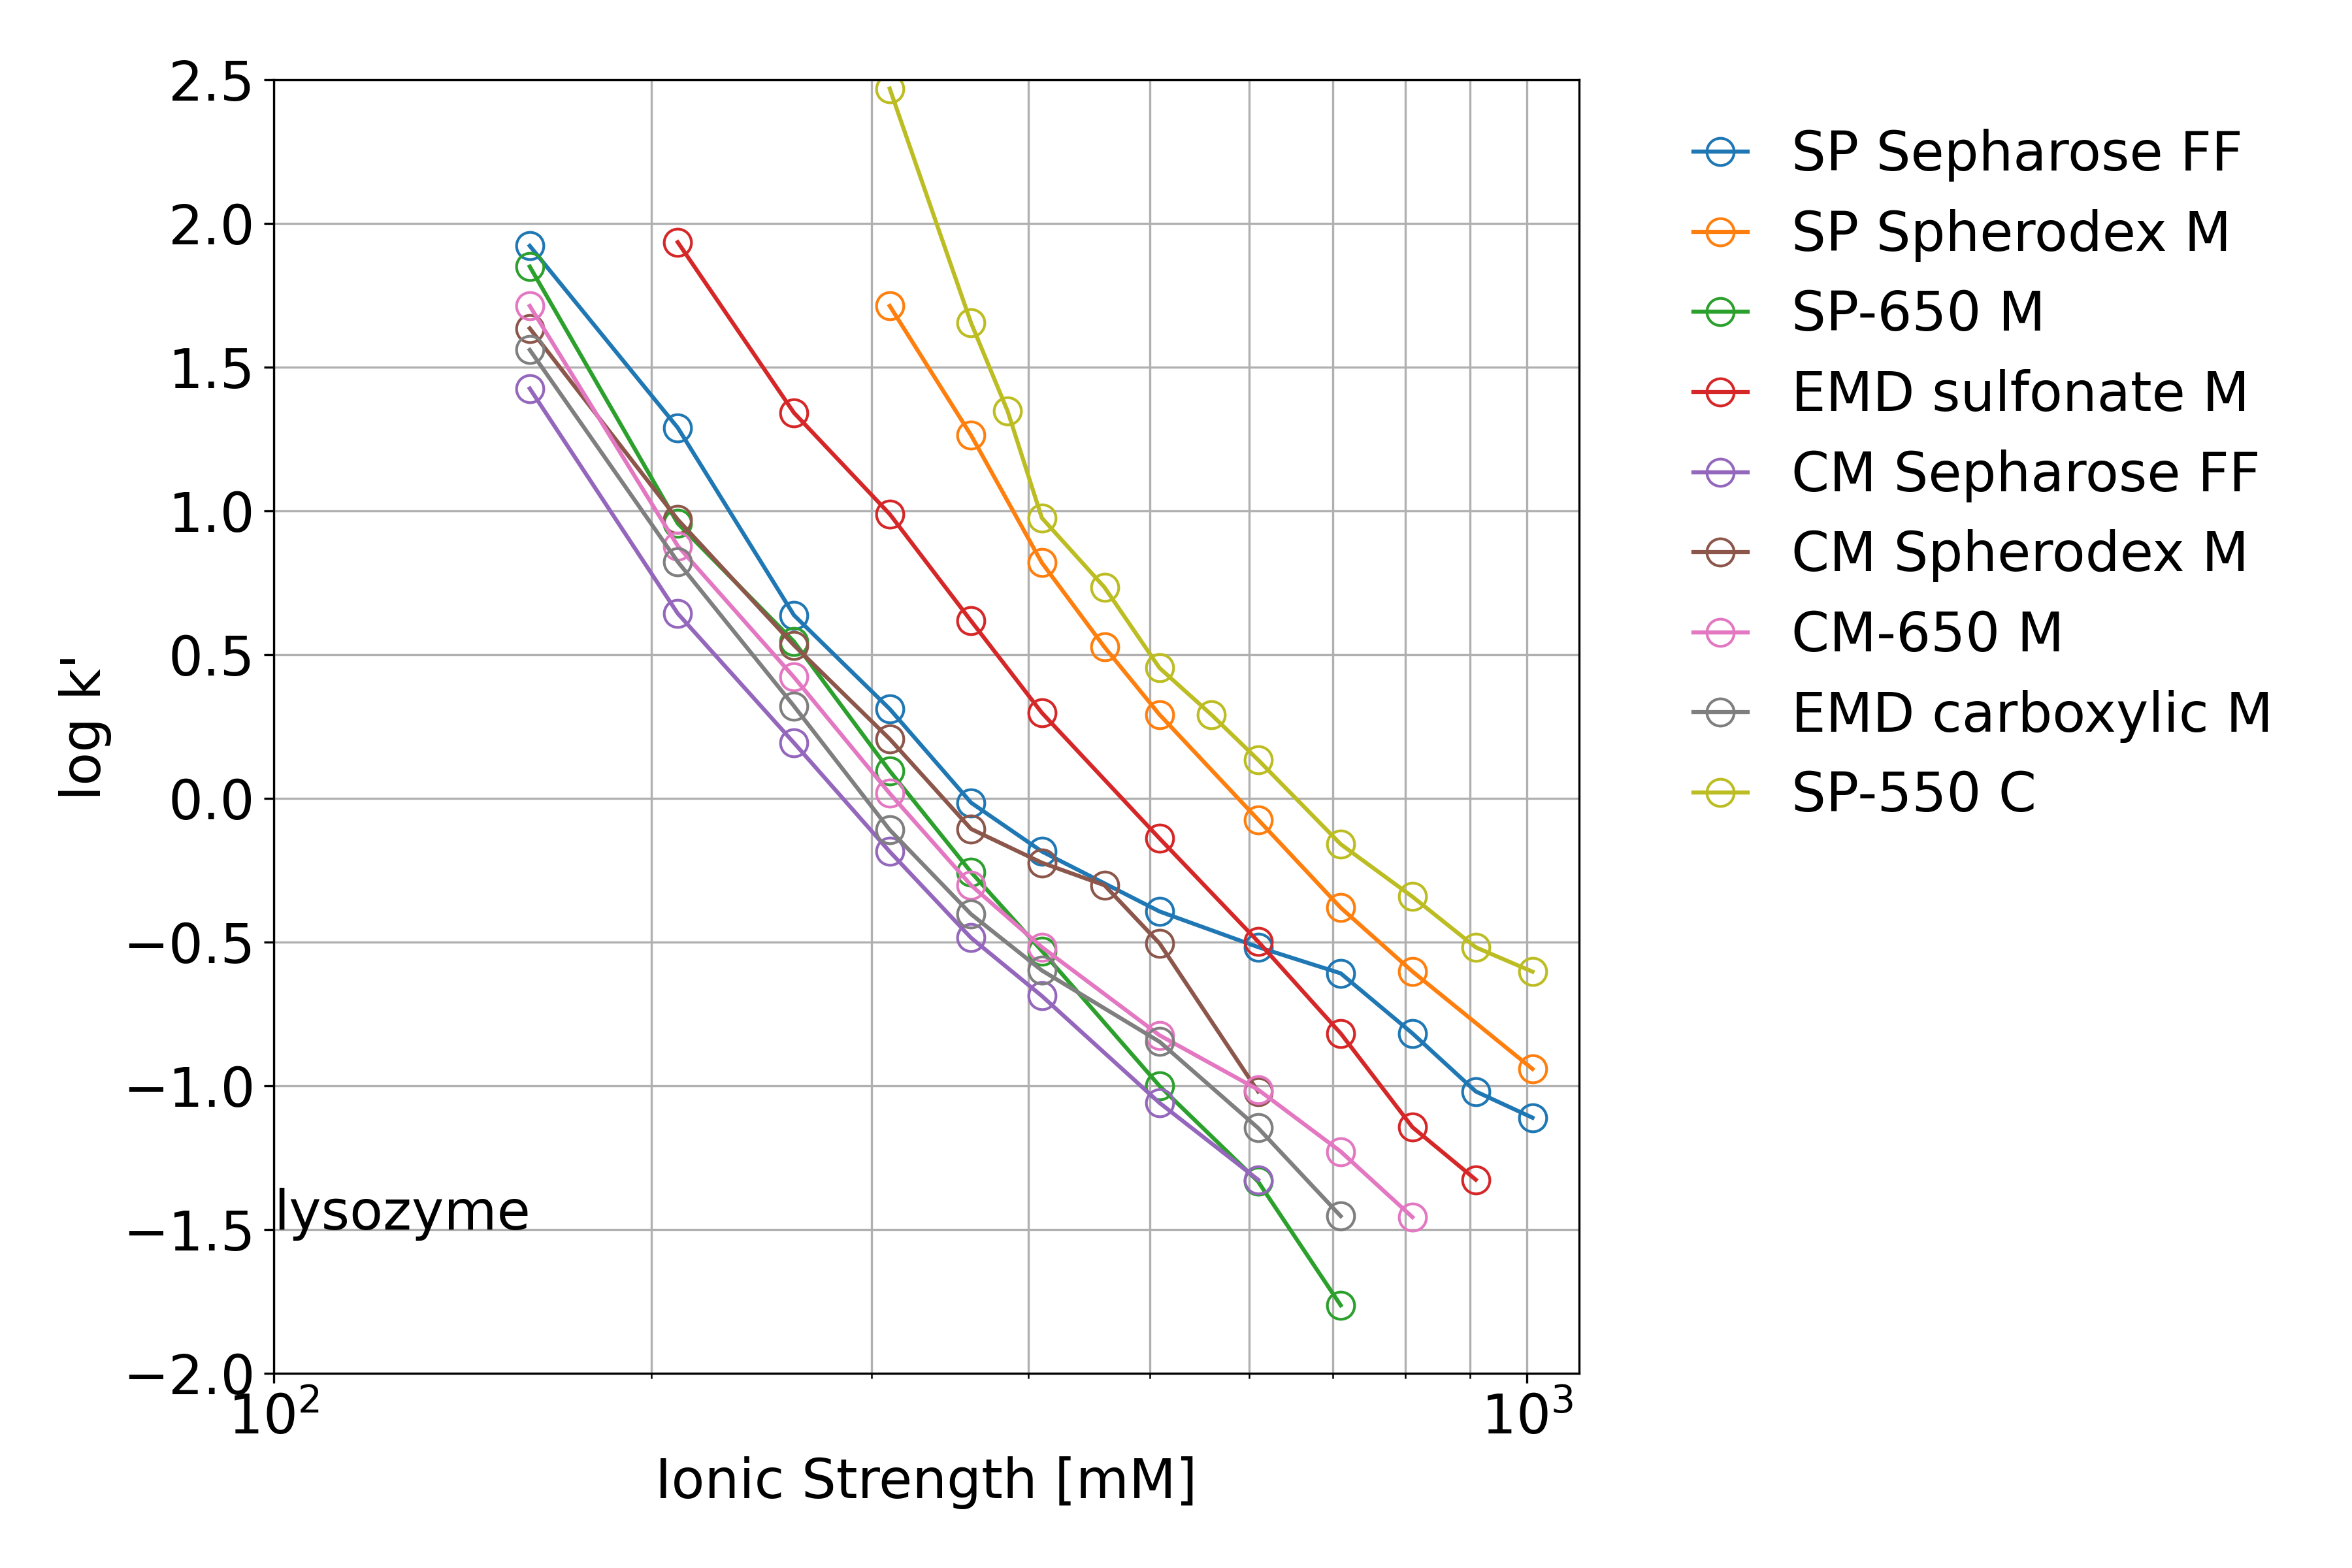 2.5
2.0
1.5
1.0
0.5
0.0
−0.5
−1.0
−1.5
−2.0
log k'
lysozyme
10²
10³
Ionic Strength [mM]
SP Sepharose FF
SP Spherodex M
SP-650 M
EMD sulfonate M
CM Sepharose FF
CM Spherodex M
CM-650 M
EMD carboxylic M
SP-550 C